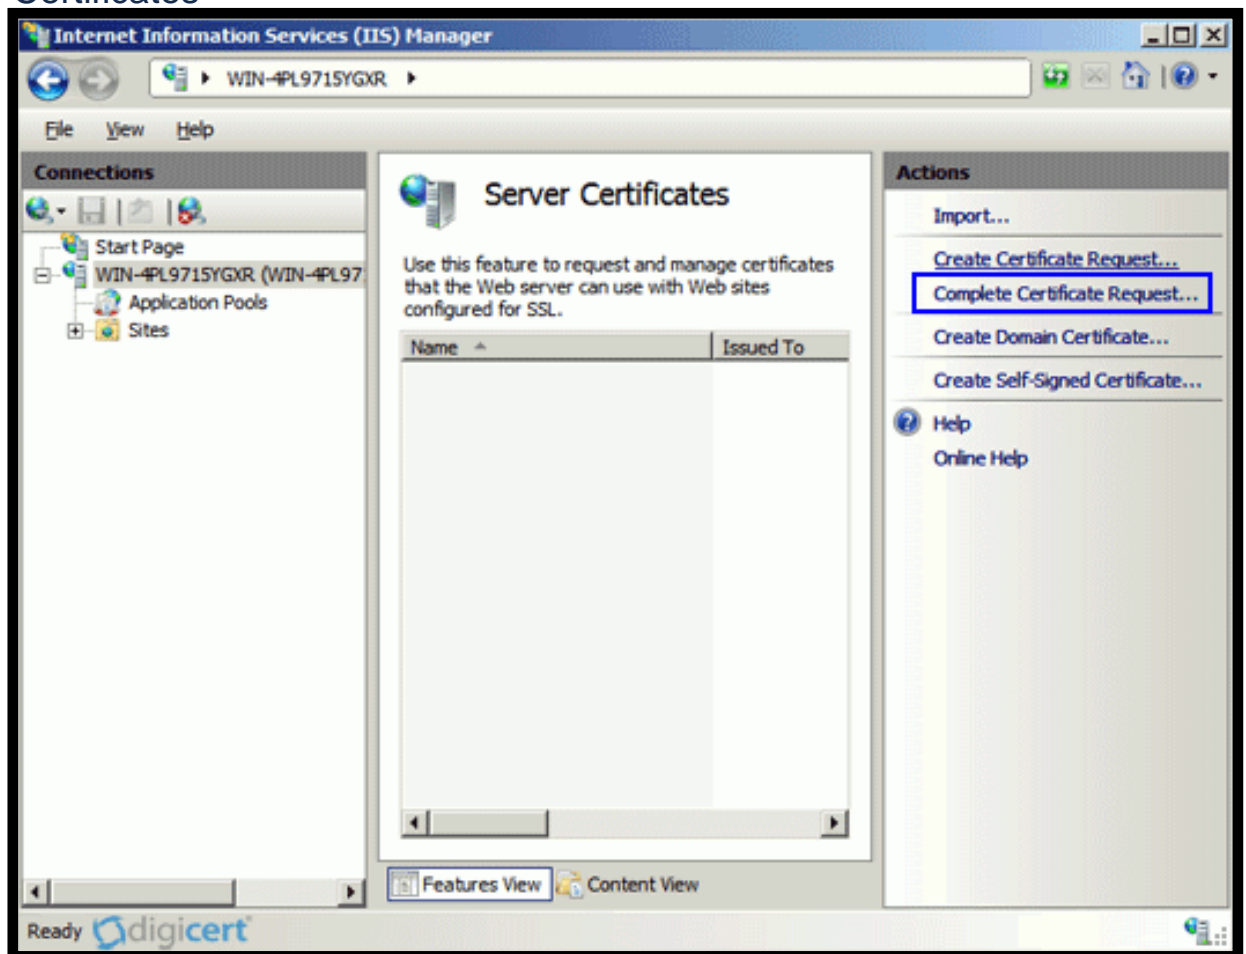 Certificates
Internet Information Services (IIS) Manager
WIN-4PL9715YGXR
File View Help
Connections
Start Page
WIN-4PL9715YGXR (WIN-4PL97
Application Pools
Sites
Server Certificates
Use this feature to request and manage certificates
that the Web server can use with Web sites
configured for SSL.
Name Issued To
Features View Content View
Actions
Import...
Create Certificate Request...
Complete Certificate Request...
Create Domain Certificate...
Create Self-Signed Certificate...
Help
Online Help
Ready digicert